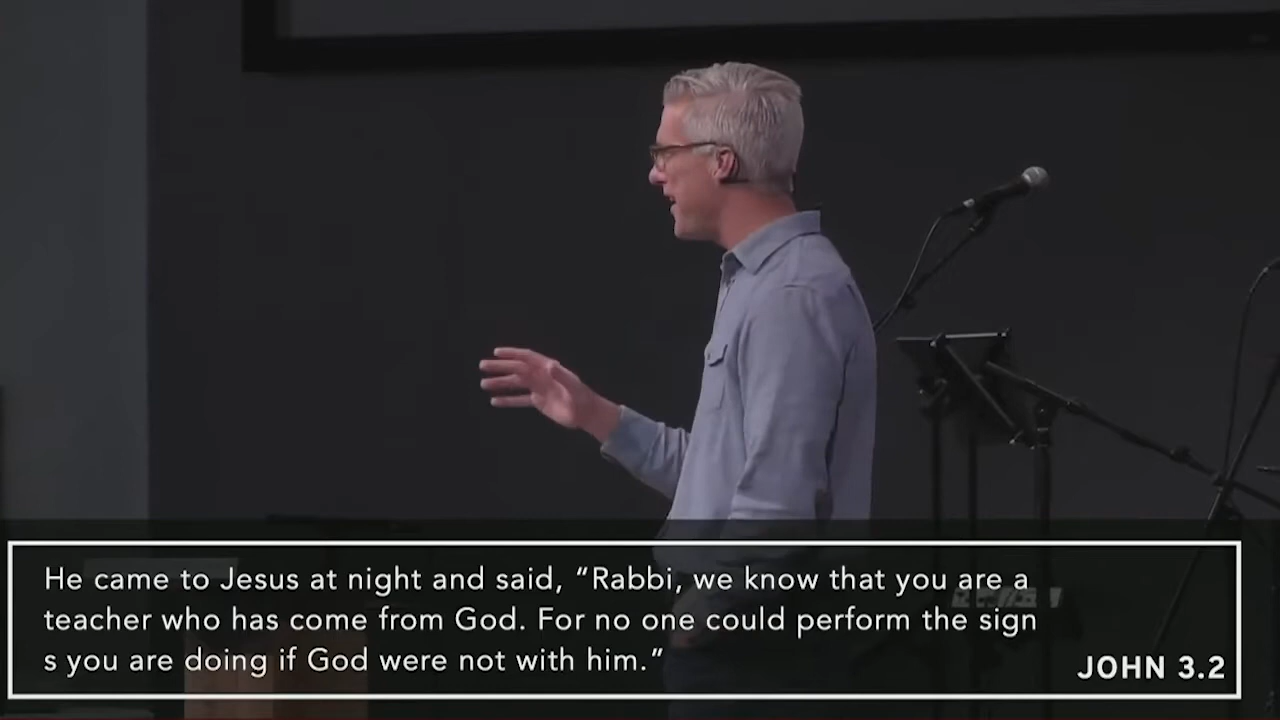 He came to Jesus at night and said, “Rabbi, we know that you are a
teacher who has come from God. For no one could perform the sign
s you are doing if God were not with him.”
JOHN 3.2